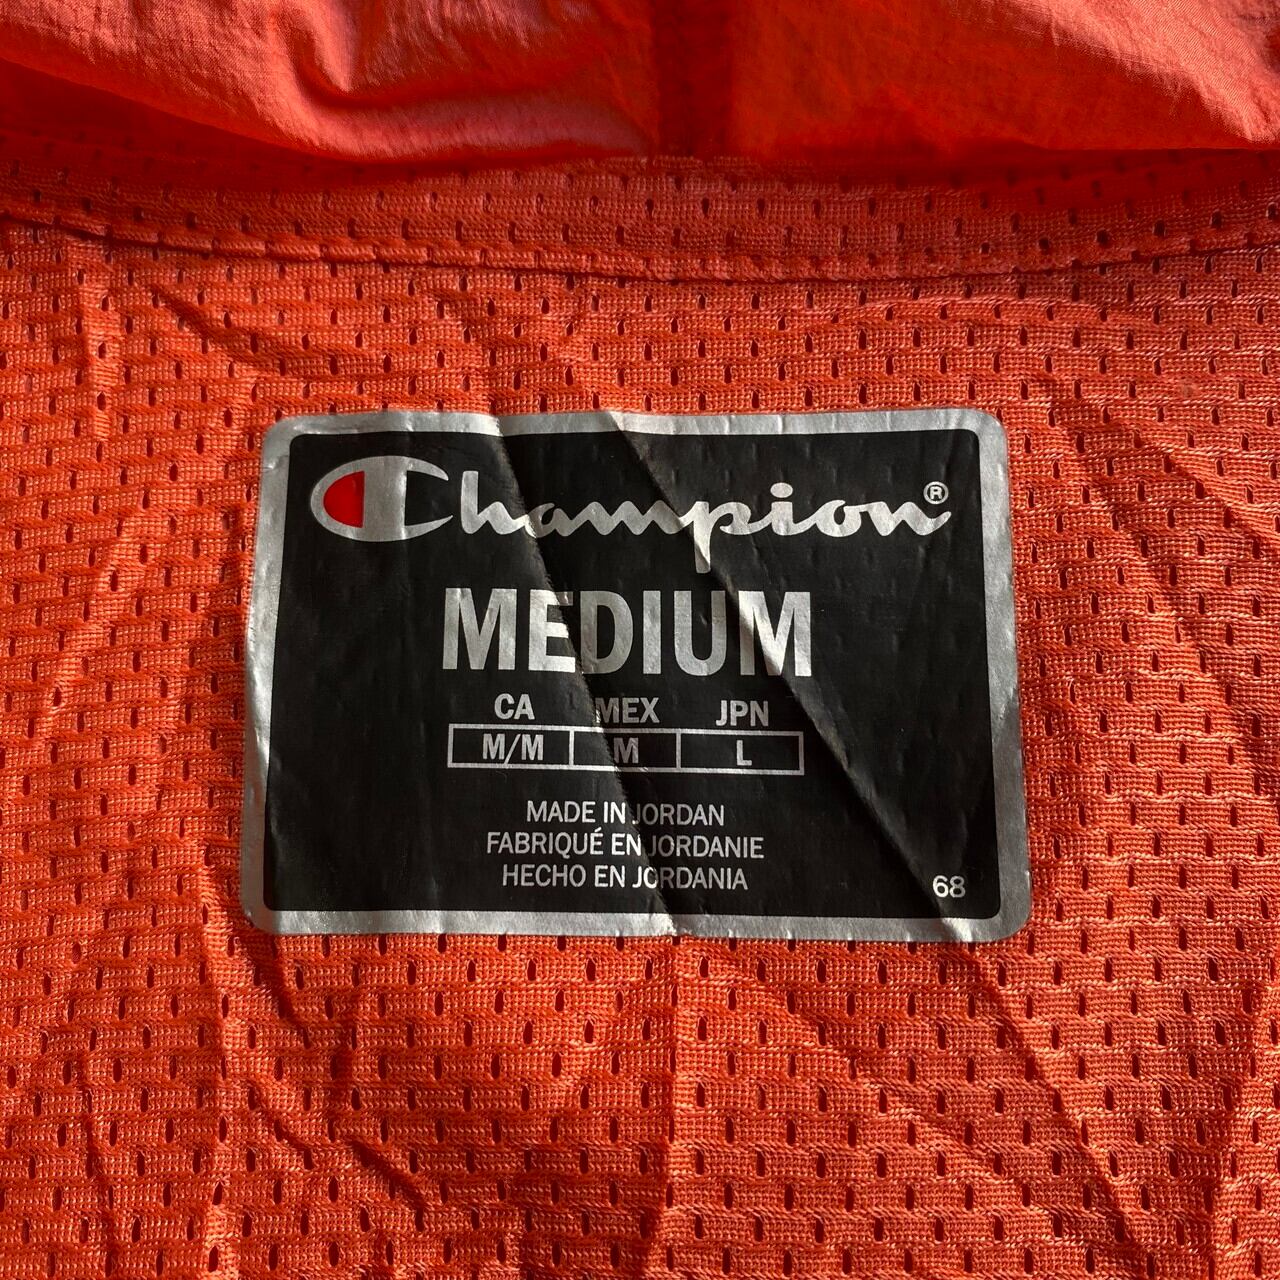 Champion®
MEDIUM
CA MEX JPN
M/M M L
MADE IN JORDAN
FABRIQUÉ EN JORDANIE
HECHO EN JORDANIA
68